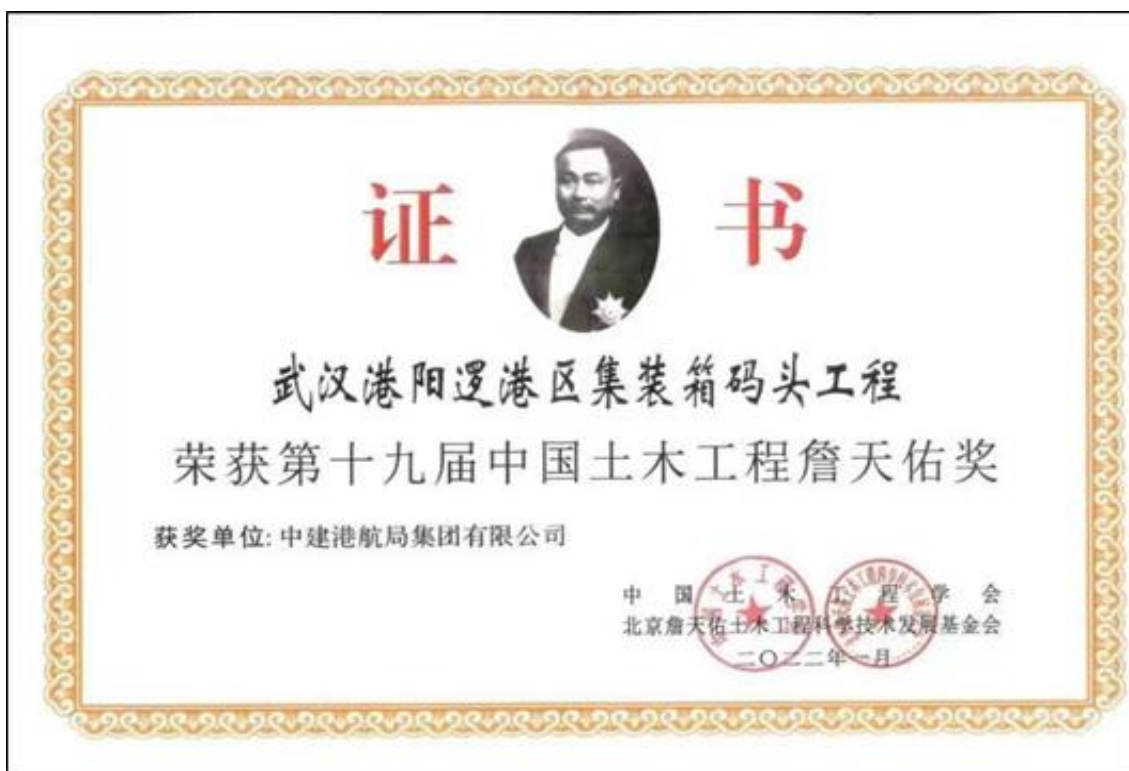 证书
武汉港阳逻港区集装箱码头工程
荣获第十九届中国土木工程詹天佑奖
获奖单位:中建港航局集团有限公司
中国土木工程学会
北京詹天佑土木工程科学技术发展基金会
二〇二二年一月